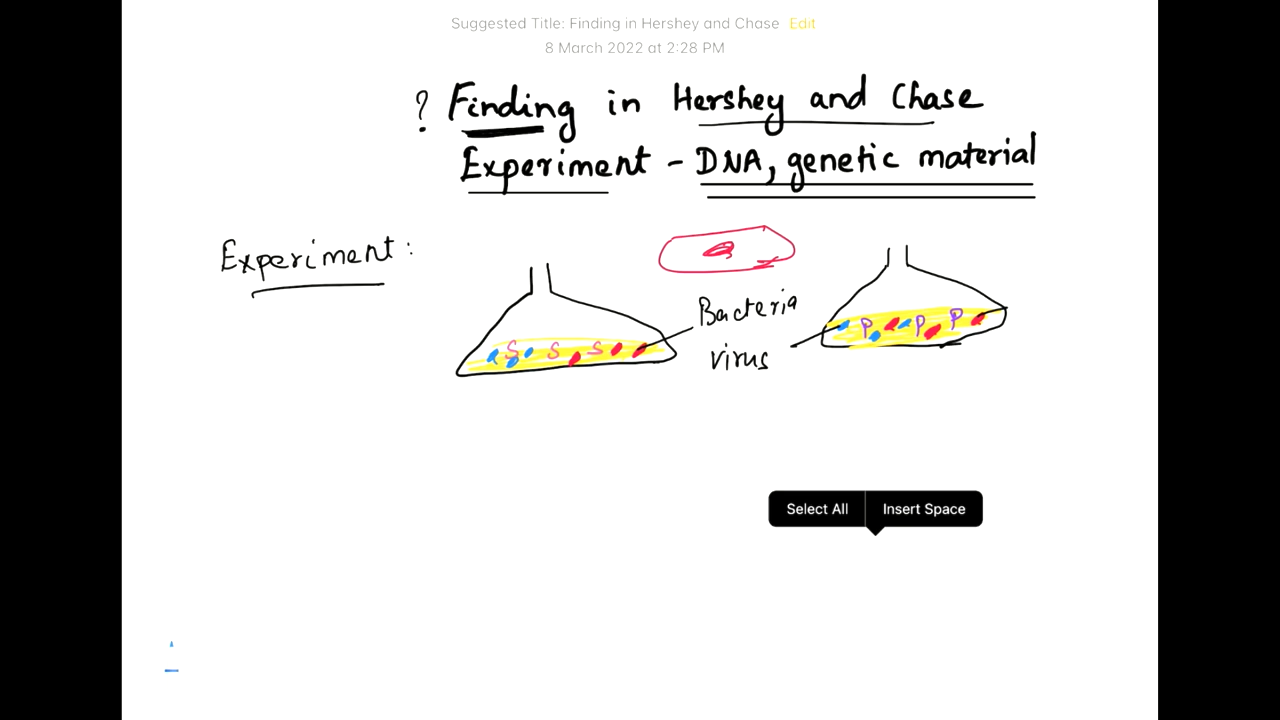 Suggested Title: Finding in Hershey and Chase Edit
8 March 2022 at 2:28 PM
? Finding in Hershey and Chase
Experiment - DNA, genetic material
Experiment:
Bacteria
virus
S S S
P P P
Select All Insert Space